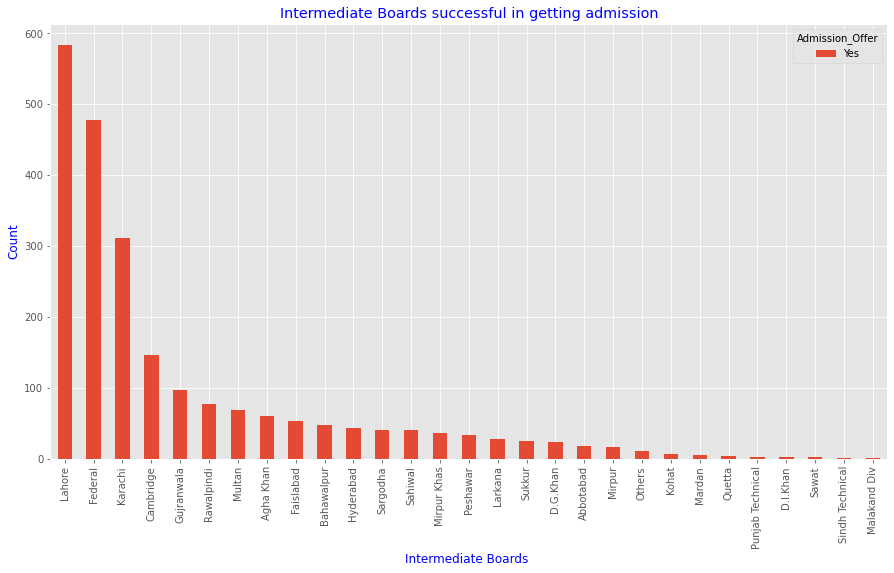 Intermediate Boards successful in getting admission
Admission_Offer
Yes
600
500
400
300
200
100
0
Count
Lahore
Federal
Karachi
Cambridge
Gujranwala
Rawalpindi
Multan
Agha Khan
Faislabad
Bahawalpur
Hyderabad
Sargodha
Sahiwal
Mirpur Khas
Peshawar
Larkana
Sukkur
D.G.Khan
Abbotabad
Mirpur
Others
Kohat
Mardan
Quetta
Punjab Technical
D.I.Khan
Sawat
Sindh Technical
Malakand Div
Intermediate Boards